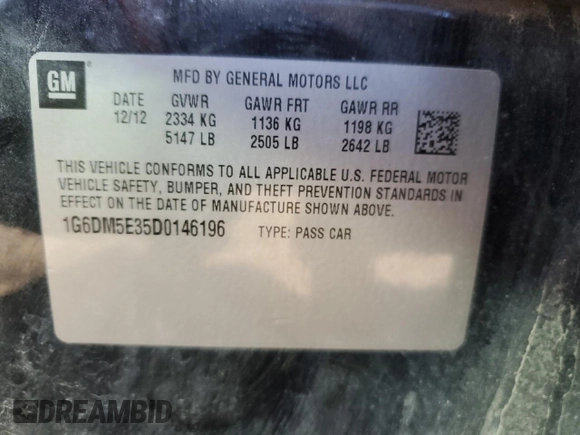 GM
MFD BY GENERAL MOTORS LLC
DATE GVWR GAWR FRT GAWR RR
12/12 2334 KG 1136 KG 1198 KG
5147 LB 2505 LB 2642 LB
THIS VEHICLE CONFORMS TO ALL APPLICABLE U.S. FEDERAL MOTOR
VEHICLE SAFETY, BUMPER, AND THEFT PREVENTION STANDARDS IN
EFFECT ON THE DATE OF MANUFACTURE SHOWN ABOVE.
1G6DM5E35D0146196 TYPE: PASS CAR
DREAMBID